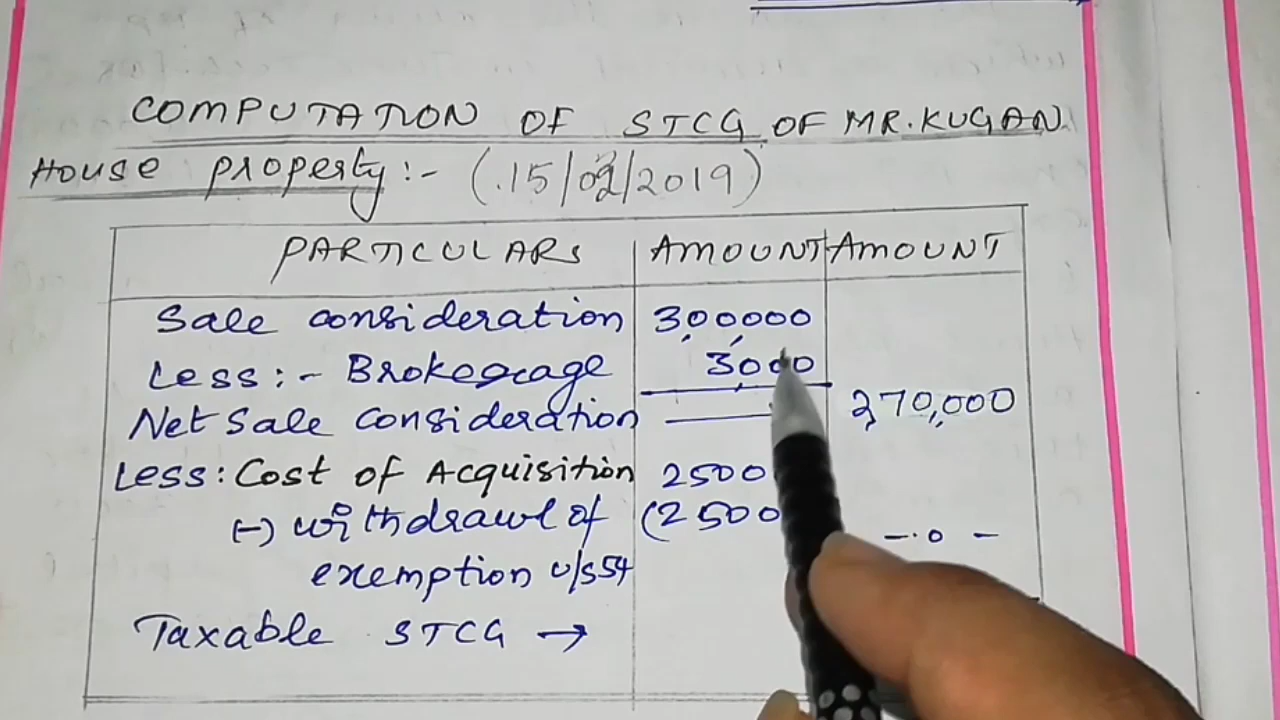 COMPUTATION OF STCG OF MR.KUGAN
House property:- (.15/02/2019)
PARTICULARS AMOUNT AMOUNT
Sale consideration 300000
Less:- Brokerage 3000
Net Sale consideration 270,000
Less: Cost of Acquisition 2500
(-) withdrawl of (2500 -.0 -
exemption u/s54
Taxable STCG →